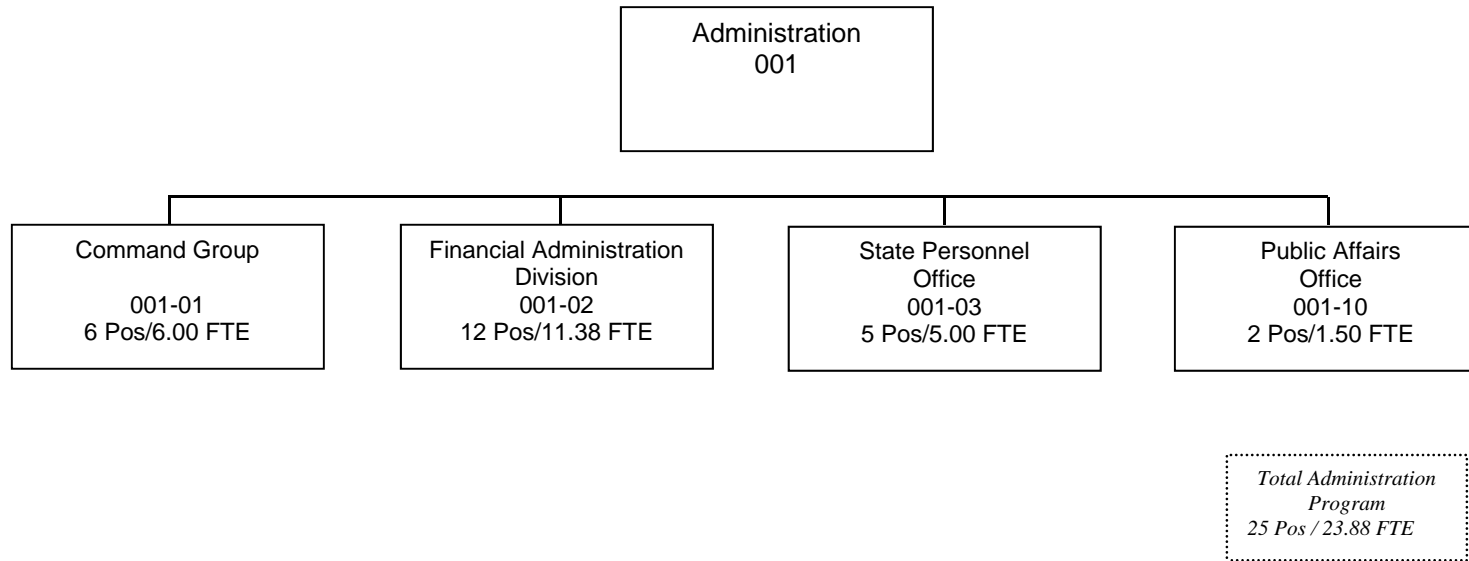 Administration
001
Command Group
001-01
6 Pos/6.00 FTE
Financial Administration
Division
001-02
12 Pos/11.38 FTE
State Personnel
Office
001-03
5 Pos/5.00 FTE
Public Affairs
Office
001-10
2 Pos/1.50 FTE
Total Administration
Program
25 Pos / 23.88 FTE